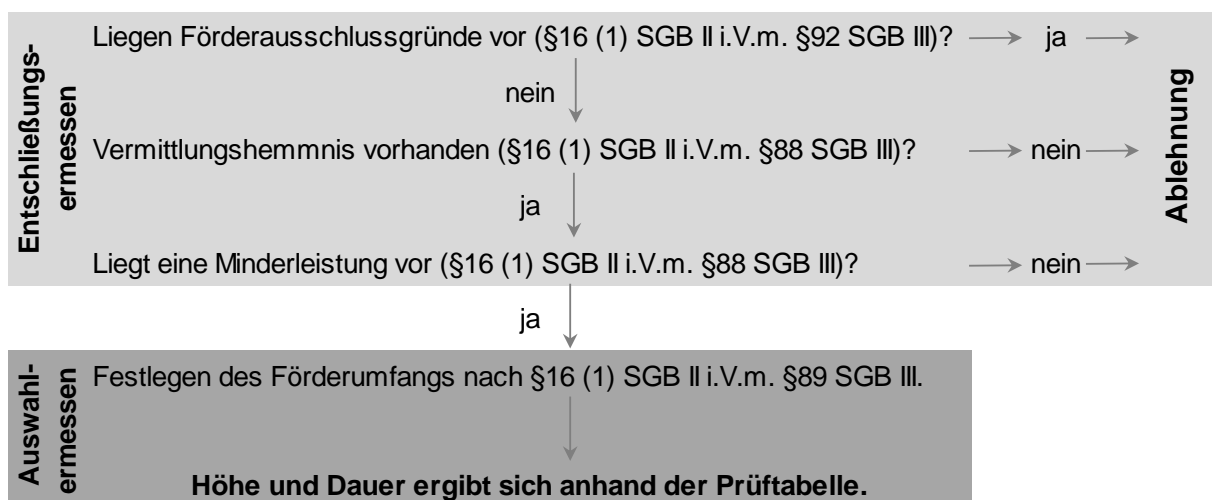 Entschließungs-
ermessen
Liegen Förderausschlussgründe vor (§16 (1) SGB II i.V.m. §92 SGB III)? ja
nein
Vermittlungshemmnis vorhanden (§16 (1) SGB II i.V.m. §88 SGB III)? nein
ja
Liegt eine Minderleistung vor (§16 (1) SGB II i.V.m. §88 SGB III)? nein
Ablehnung
ja
Auswahl-
ermessen
Festlegen des Förderumfangs nach §16 (1) SGB II i.V.m. §89 SGB III.
Höhe und Dauer ergibt sich anhand der Prüftabelle.